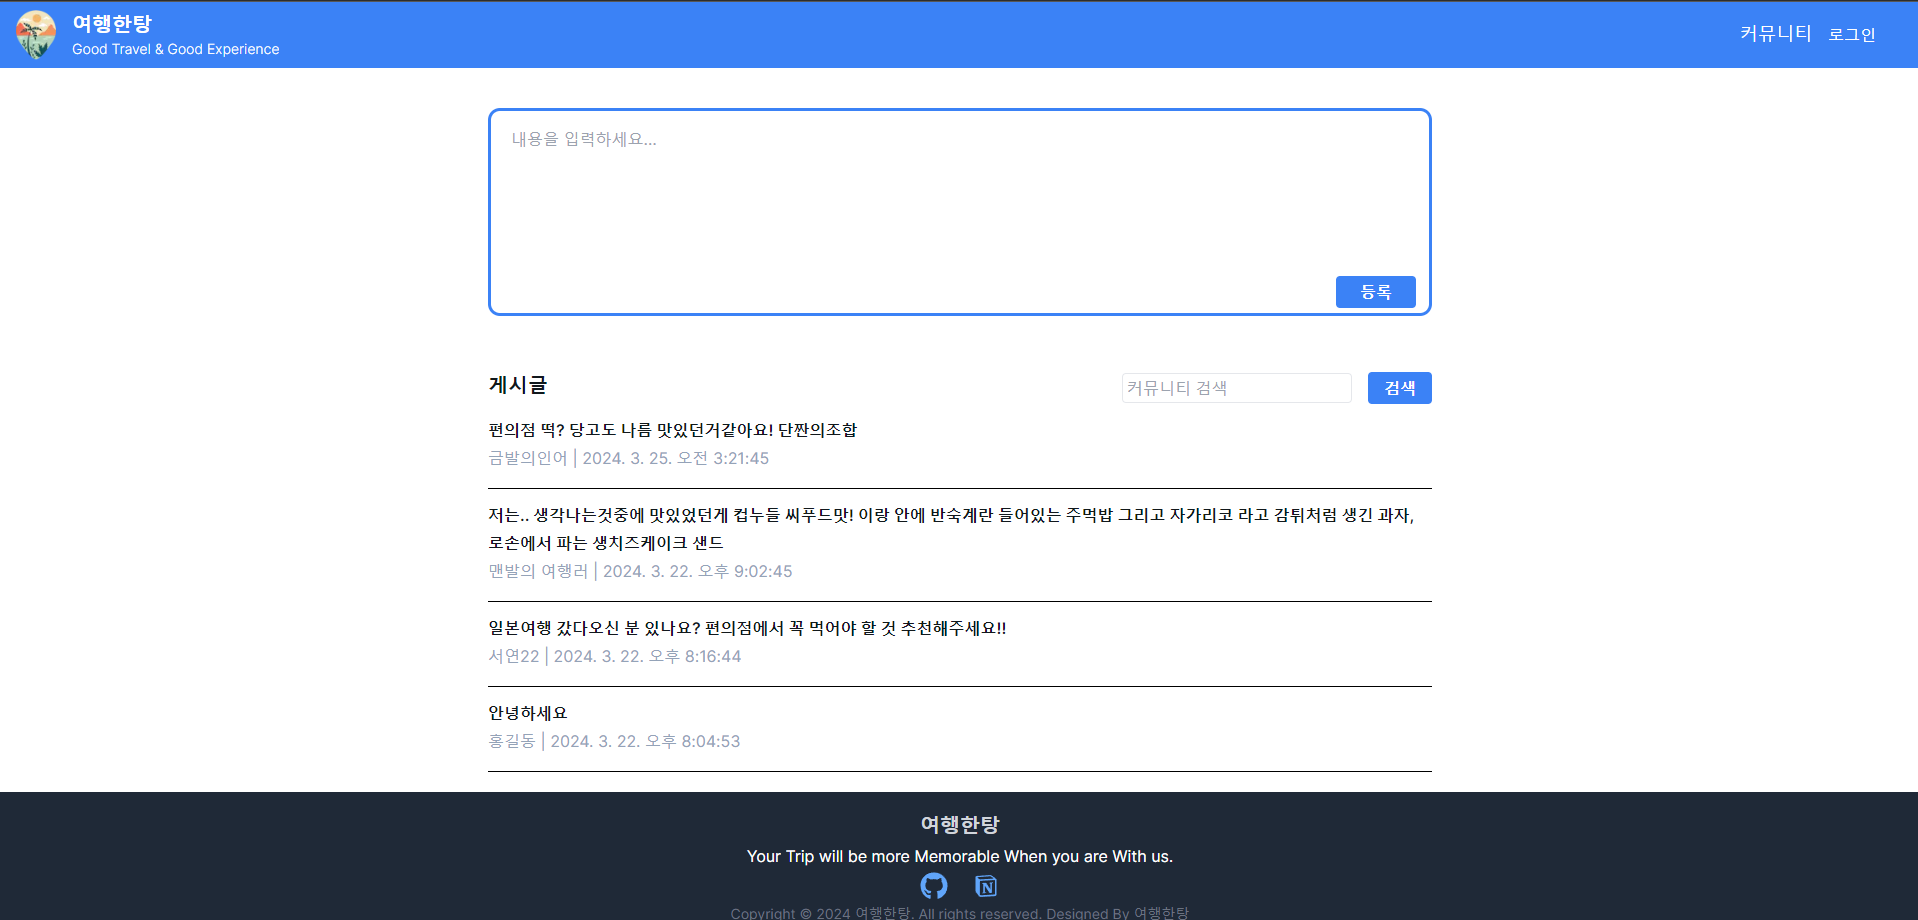 여행한탕
Good Travel & Good Experience
커뮤니티 로그인
내용을 입력하세요...
등록
게시글
커뮤니티 검색 검색
편의점 떡? 당고도 나름 맛있던거같아요! 단짠의조합
금발의인어 | 2024. 3. 25. 오전 3:21:45
저는.. 생각나는것중에 맛있었던게 컵누들 씨푸드맛! 이랑 안에 반숙계란 들어있는 주먹밥 그리고 자가리코 라고 감튀처럼 생긴 과자,
로손에서 파는 생치즈케이크 샌드
맨발의 여행러 | 2024. 3. 22. 오후 9:02:45
일본여행 갔다오신 분 있나요? 편의점에서 꼭 먹어야 할 것 추천해주세요!!
서연22 | 2024. 3. 22. 오후 8:16:44
안녕하세요
홍길동 | 2024. 3. 22. 오후 8:04:53
여행한탕
Your Trip will be more Memorable When you are With us.
N
Copyright © 2024 여행한탕. All rights reserved. Designed By 여행한탕